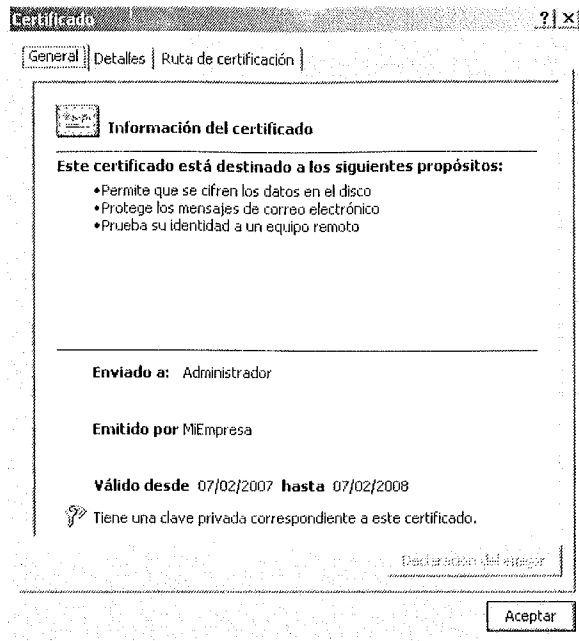 Certificado
General
Detalles
Ruta de certificación
Información del certificado
Este certificado está destinado a los siguientes propósitos:
•Permite que se cifren los datos en el disco
•Protege los mensajes de correo electrónico
•Prueba su identidad a un equipo remoto
Enviado a: Administrador
Emitido por MiEmpresa
Válido desde 07/02/2007 hasta 07/02/2008
Tiene una clave privada correspondiente a este certificado.
Declaración del emisor
Aceptar